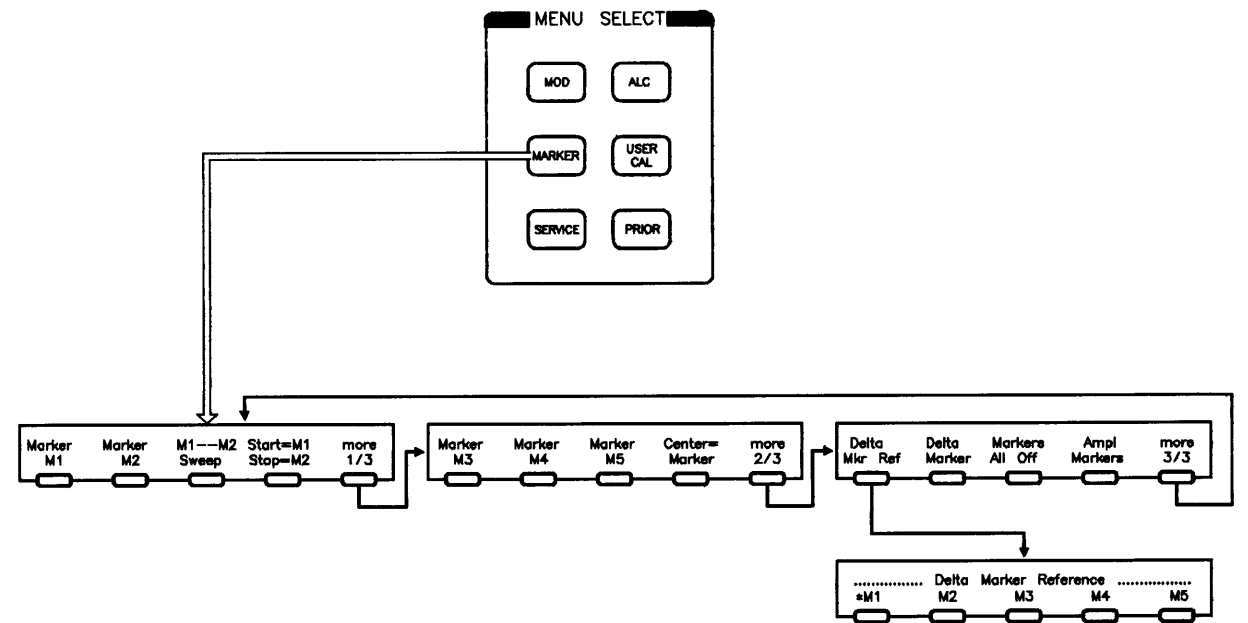 MENU SELECT
MOD ALC
MARKER USER CAL
SERVICE PRIOR
Marker M1 Marker M2 M1--M2 Sweep Start=M1 Stop=M2 more 1/3
Marker M3 Marker M4 Marker M5 Center= Marker more 2/3
Delta Mkr Ref Delta Marker Markers All Off Ampl Markers more 3/3
................ Delta Marker Reference ..................
*M1 M2 M3 M4 M5